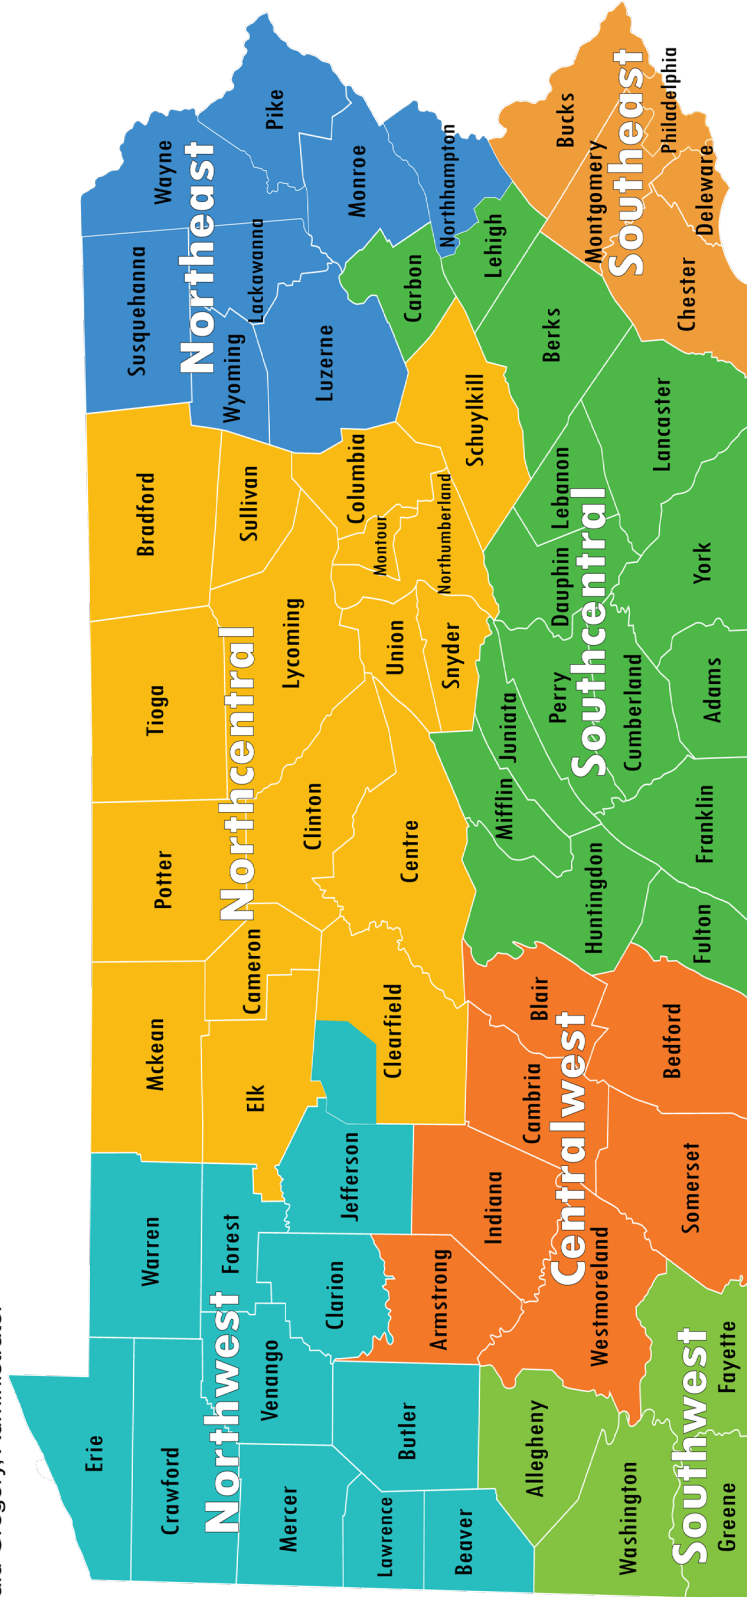 Erie
Crawford
Warren
Mckean
Potter
Tioga
Bradford
Susquehanna
Wayne
Northwest
Forest
Elk
Cameron
Northcentral
Sullivan
Wyoming
Northeast
Lackawanna
Pike
Mercer
Venango
Clarion
Jefferson
Clinton
Lycoming
Columbia
Luzerne
Monroe
Lawrence
Butler
Clearfield
Centre
Union
Montour
Northumberland
Carbon
Northhampton
Beaver
Armstrong
Indiana
Snyder
Schuylkill
Lehigh
Allegheny
Westmoreland
Cambria
Blair
Centralwest
Mifflin
Juniata
Perry
Dauphin
Lebanon
Berks
Bucks
Montgomery
Huntingdon
Southcentral
Cumberland
Southeast
Philadelphia
Washington
Southwest
Somerset
Bedford
Fulton
Franklin
Adams
York
Lancaster
Chester
Deleware
Greene
Fayette